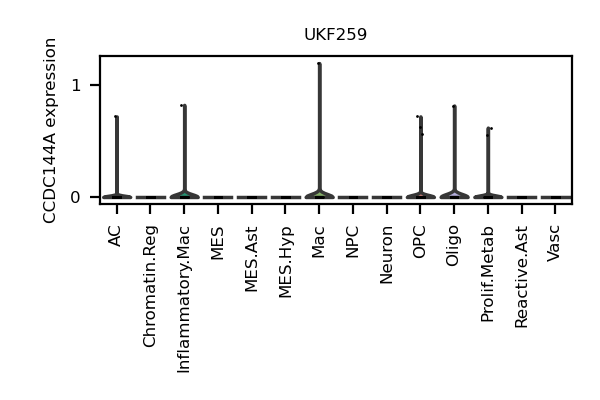 UKF259
CCDC144A expression
1
0
AC
Chromatin.Reg
Inflammatory.Mac
MES
MES.Ast
MES.Hyp
Mac
NPC
Neuron
OPC
Oligo
Prolif.Metab
Reactive.Ast
Vasc